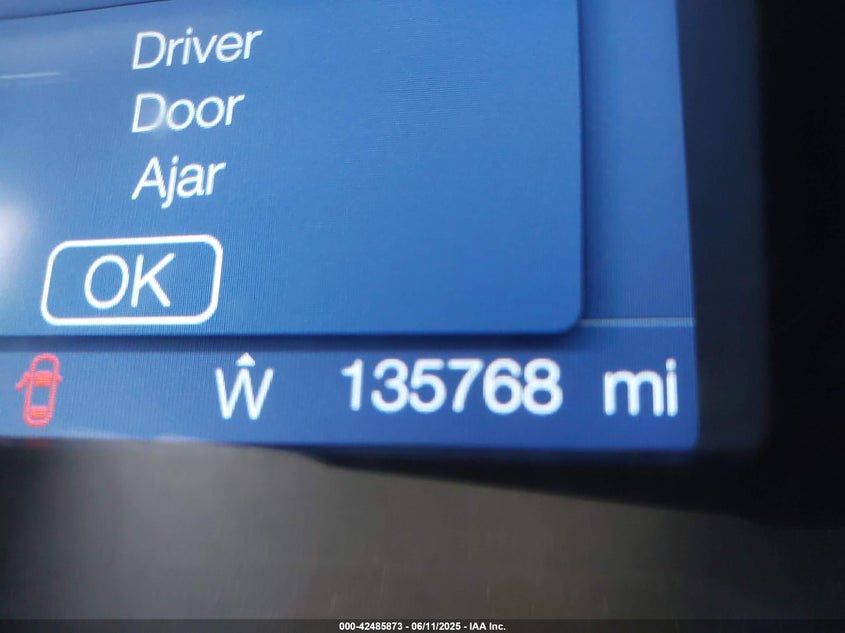 Driver
Door
Ajar
OK
W 135768 mi
000-42485873 - 06/11/2025 - IAA Inc.